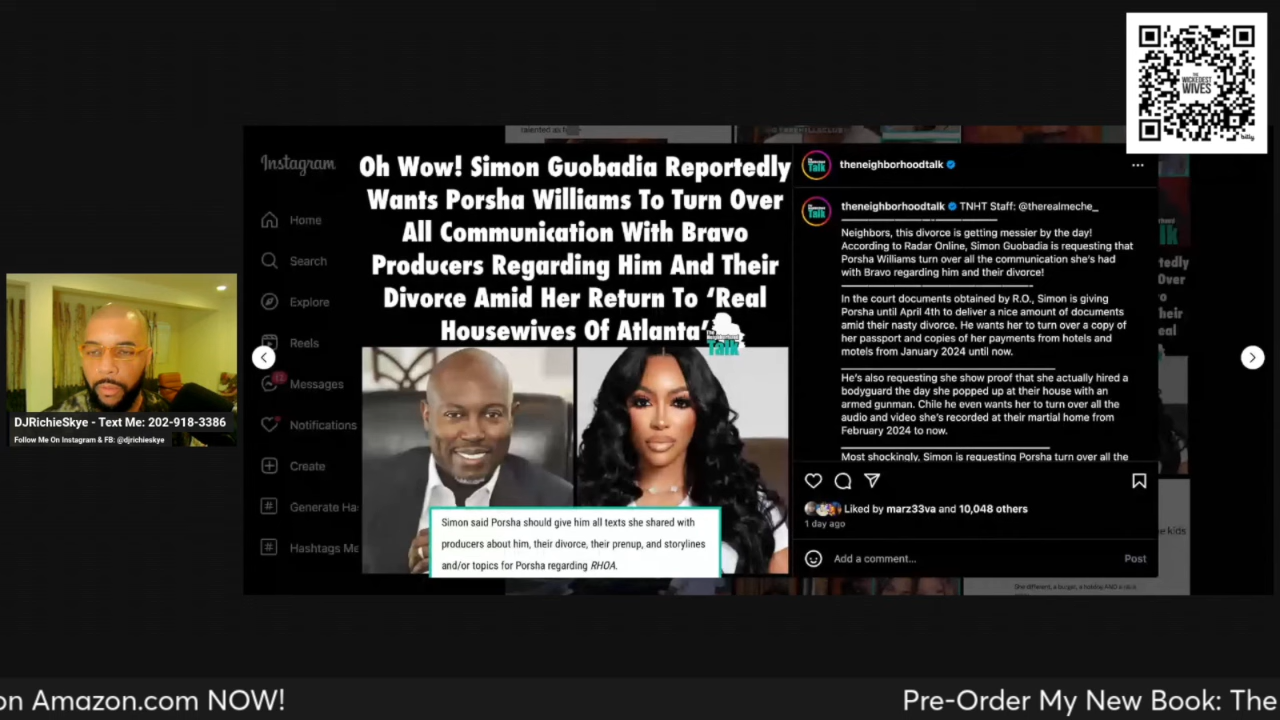 THE
WICKEDEST
WIVES
bitly
Instagram
Home
Search
Explore
Reels
Messages
Notifications
Create
Generate Ha
Hashtags Me
Oh Wow! Simon Guobadia Reportedly
Wants Porsha Williams To Turn Over
All Communication With Bravo
Producers Regarding Him And Their
Divorce Amid Her Return To ‘Real
Housewives Of Atlanta’
Talk
Simon said Porsha should give him all texts she shared with
producers about him, their divorce, their prenup, and storylines
and/or topics for Porsha regarding RHOA.
Talk
theneighborhoodtalk
Talk
theneighborhoodtalk TNHT Staff: @therealmeche_
Neighbors, this divorce is getting messier by the day!
According to Radar Online, Simon Guobadia is requesting that
Porsha Williams turn over all the communication she's had
with Bravo regarding him and their divorce!
In the court documents obtained by R.O., Simon is giving
Porsha until April 4th to deliver a nice amount of documents
amid their nasty divorce. He wants her to turn over a copy of
her passport and copies of her payments from hotels and
motels from January 2024 until now.
He's also requesting she show proof that she actually hired a
bodyguard the day she popped up at their house with an
armed gunman. Chile he even wants her to turn over all the
audio and video she's recorded at their martial home from
February 2024 to now.
Most shockingly, Simon is requesting Porsha turn over all the
Liked by marz33va and 10,048 others
1 day ago
Add a comment...
Post
DJRichieSkye - Text Me: 202-918-3386
Follow Me On Instagram & FB: @djrichieskye
on Amazon.com NOW!
Pre-Order My New Book: The